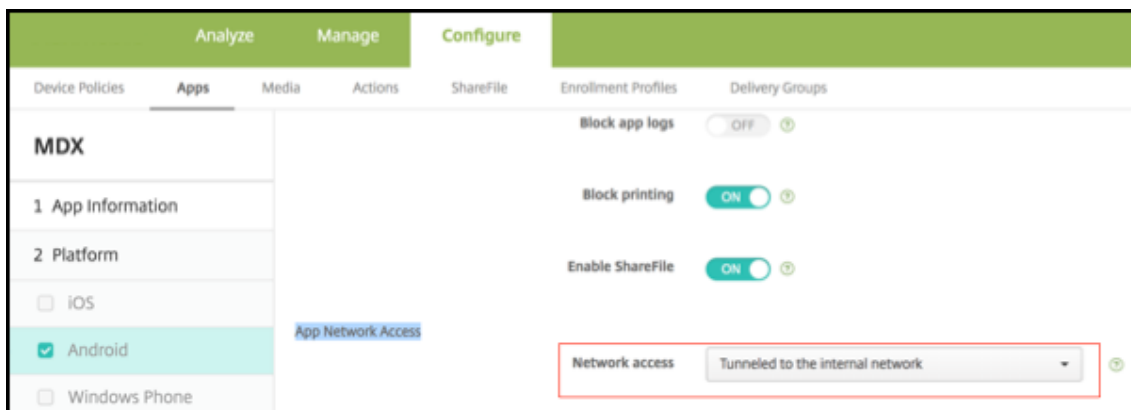 Analyze Manage Configure
Device Policies Apps Media Actions ShareFile Enrollment Profiles Delivery Groups
MDX
1 App Information
2 Platform
iOS
Android
Windows Phone
Block app logs OFF
Block printing ON
Enable ShareFile ON
App Network Access
Network access Tunneled to the internal network